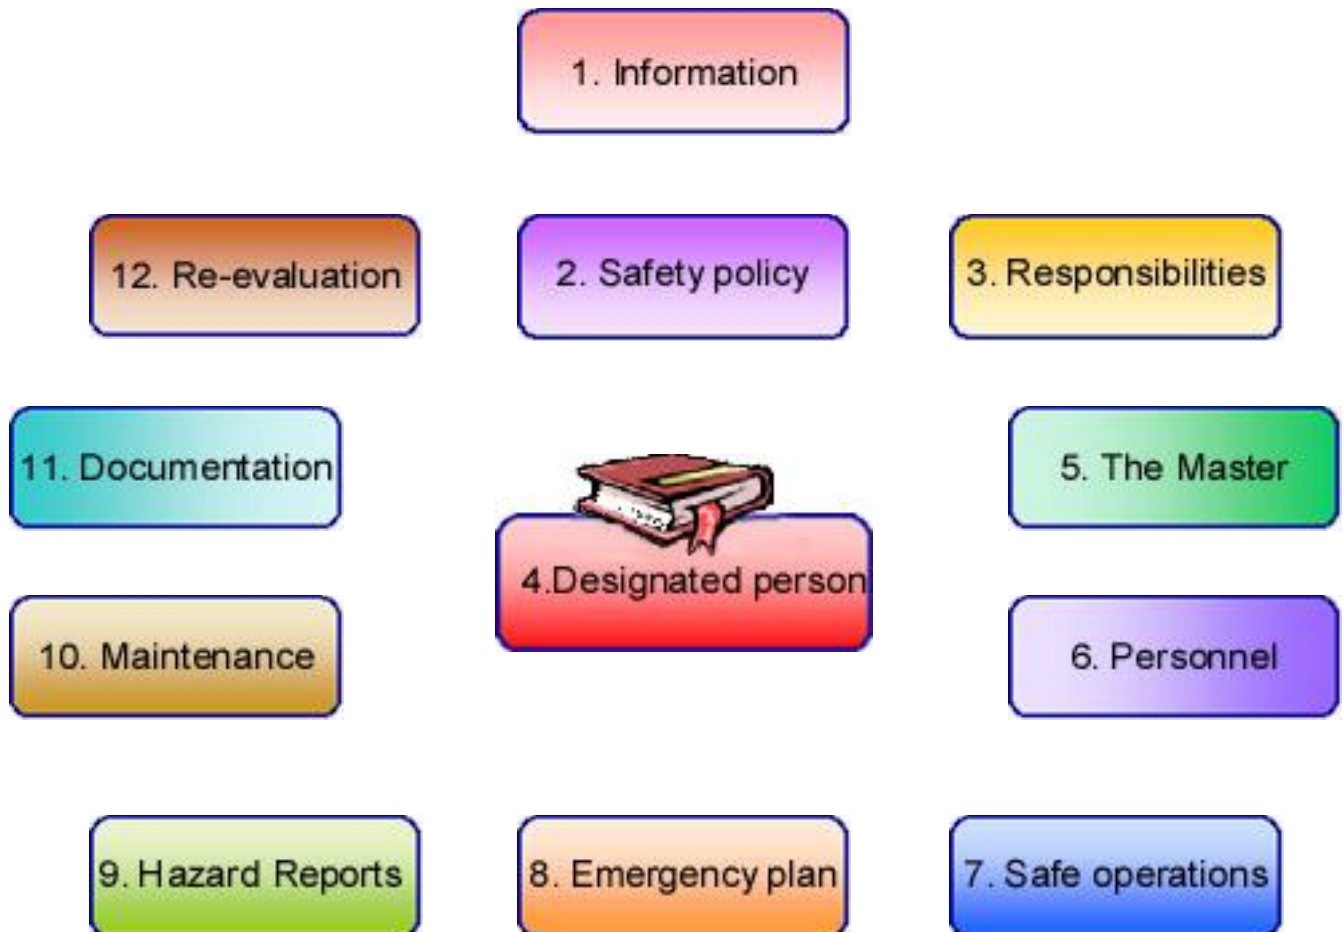 1. Information
12. Re-evaluation
2. Safety policy
3. Responsibilities
11. Documentation
5. The Master
4.Designated person
10. Maintenance
6. Personnel
9. Hazard Reports
8. Emergency plan
7. Safe operations